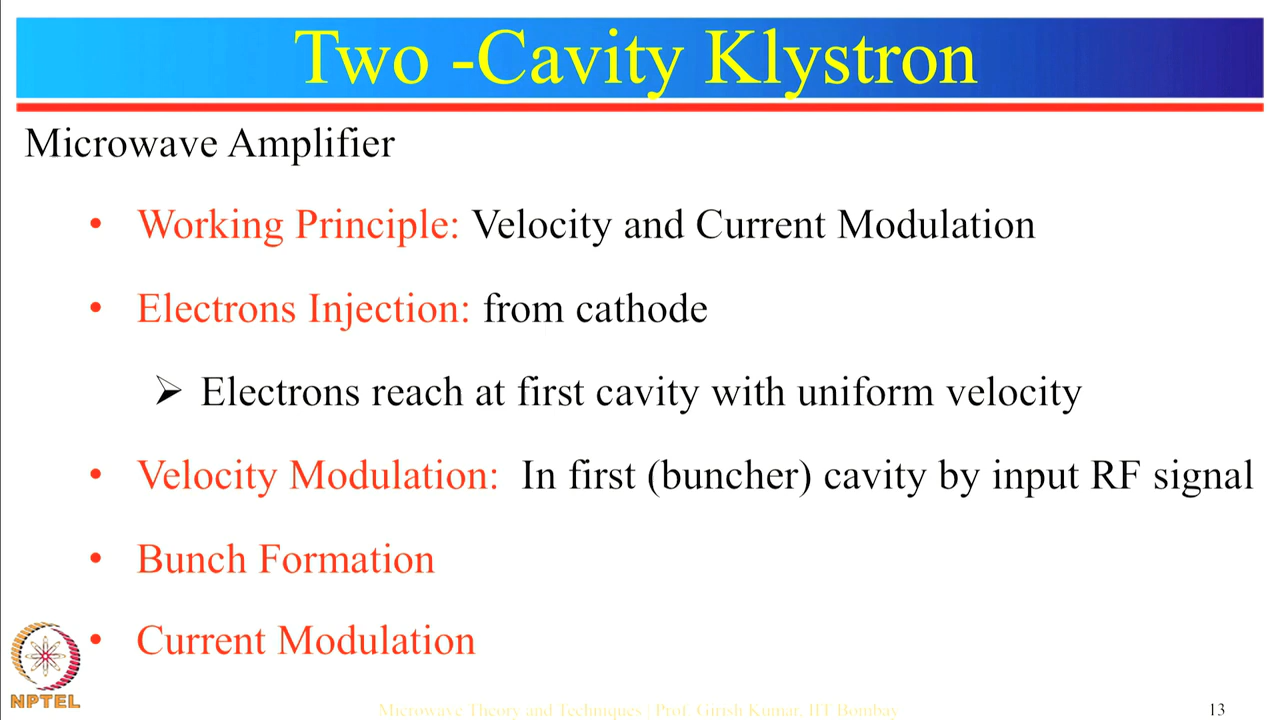 Two -Cavity Klystron
Microwave Amplifier
• Working Principle: Velocity and Current Modulation
• Electrons Injection: from cathode
➢ Electrons reach at first cavity with uniform velocity
• Velocity Modulation: In first (buncher) cavity by input RF signal
• Bunch Formation
• Current Modulation
NPTEL
Microwave Theory and Techniques | Prof. Girish Kumar, IIT Bombay
13